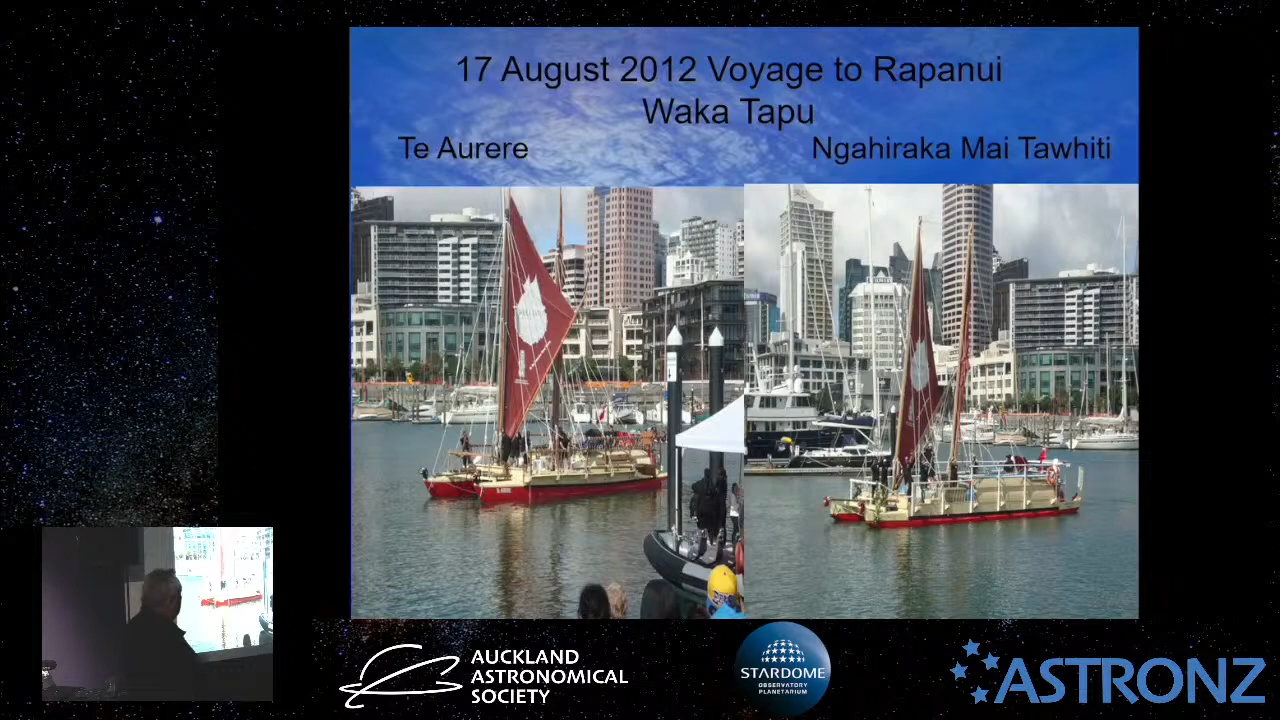 17 August 2012 Voyage to Rapanui
Waka Tapu
Te Aurere
Ngahiraka Mai Tawhiti
AUCKLAND
ASTRONOMICAL
SOCIETY
STARDOME
OBSERVATORY
PLANETARIUM
ASTRONZ